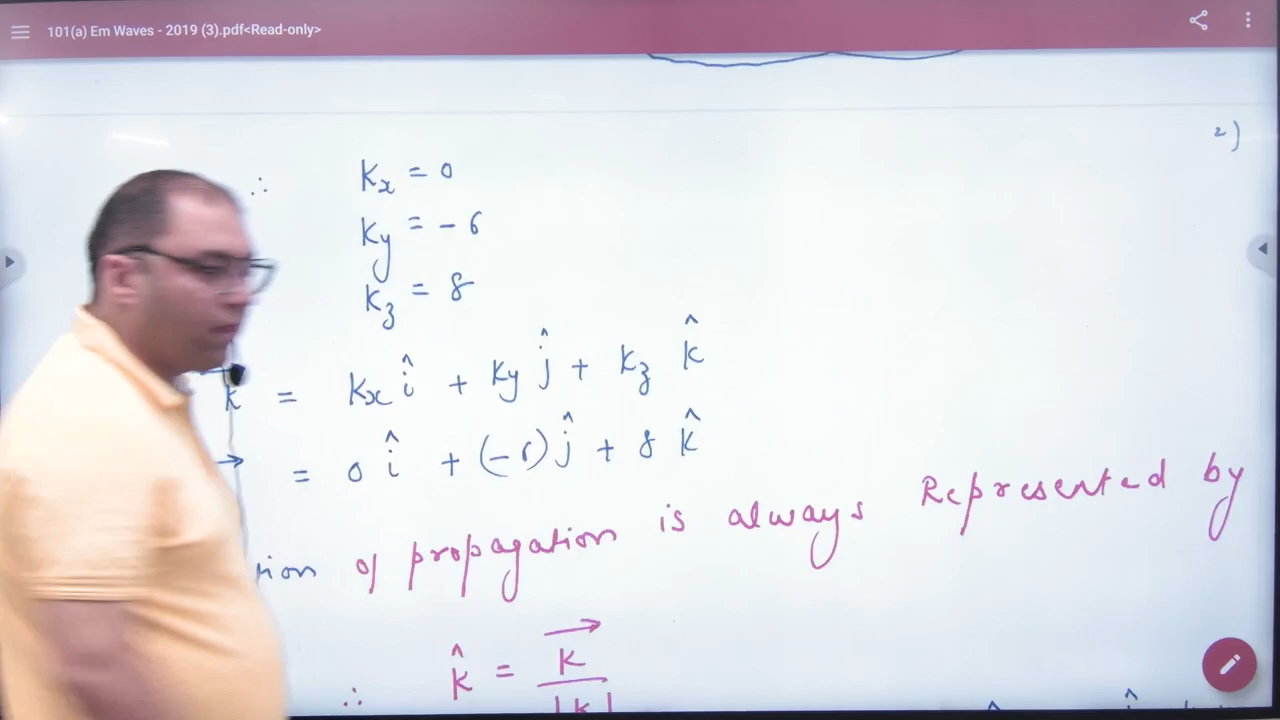 101(a) Em Waves - 2019 (3).pdf<Read-only>
2)
∴ Kx = 0
Ky = - 6
Kz = 8
→k = Kx î + Ky ĵ + Kz k̂
→ = 0 î + (-6) ĵ + 8 k̂
tion of propagation is always Represented by
∴ k̂ = →k / |k|